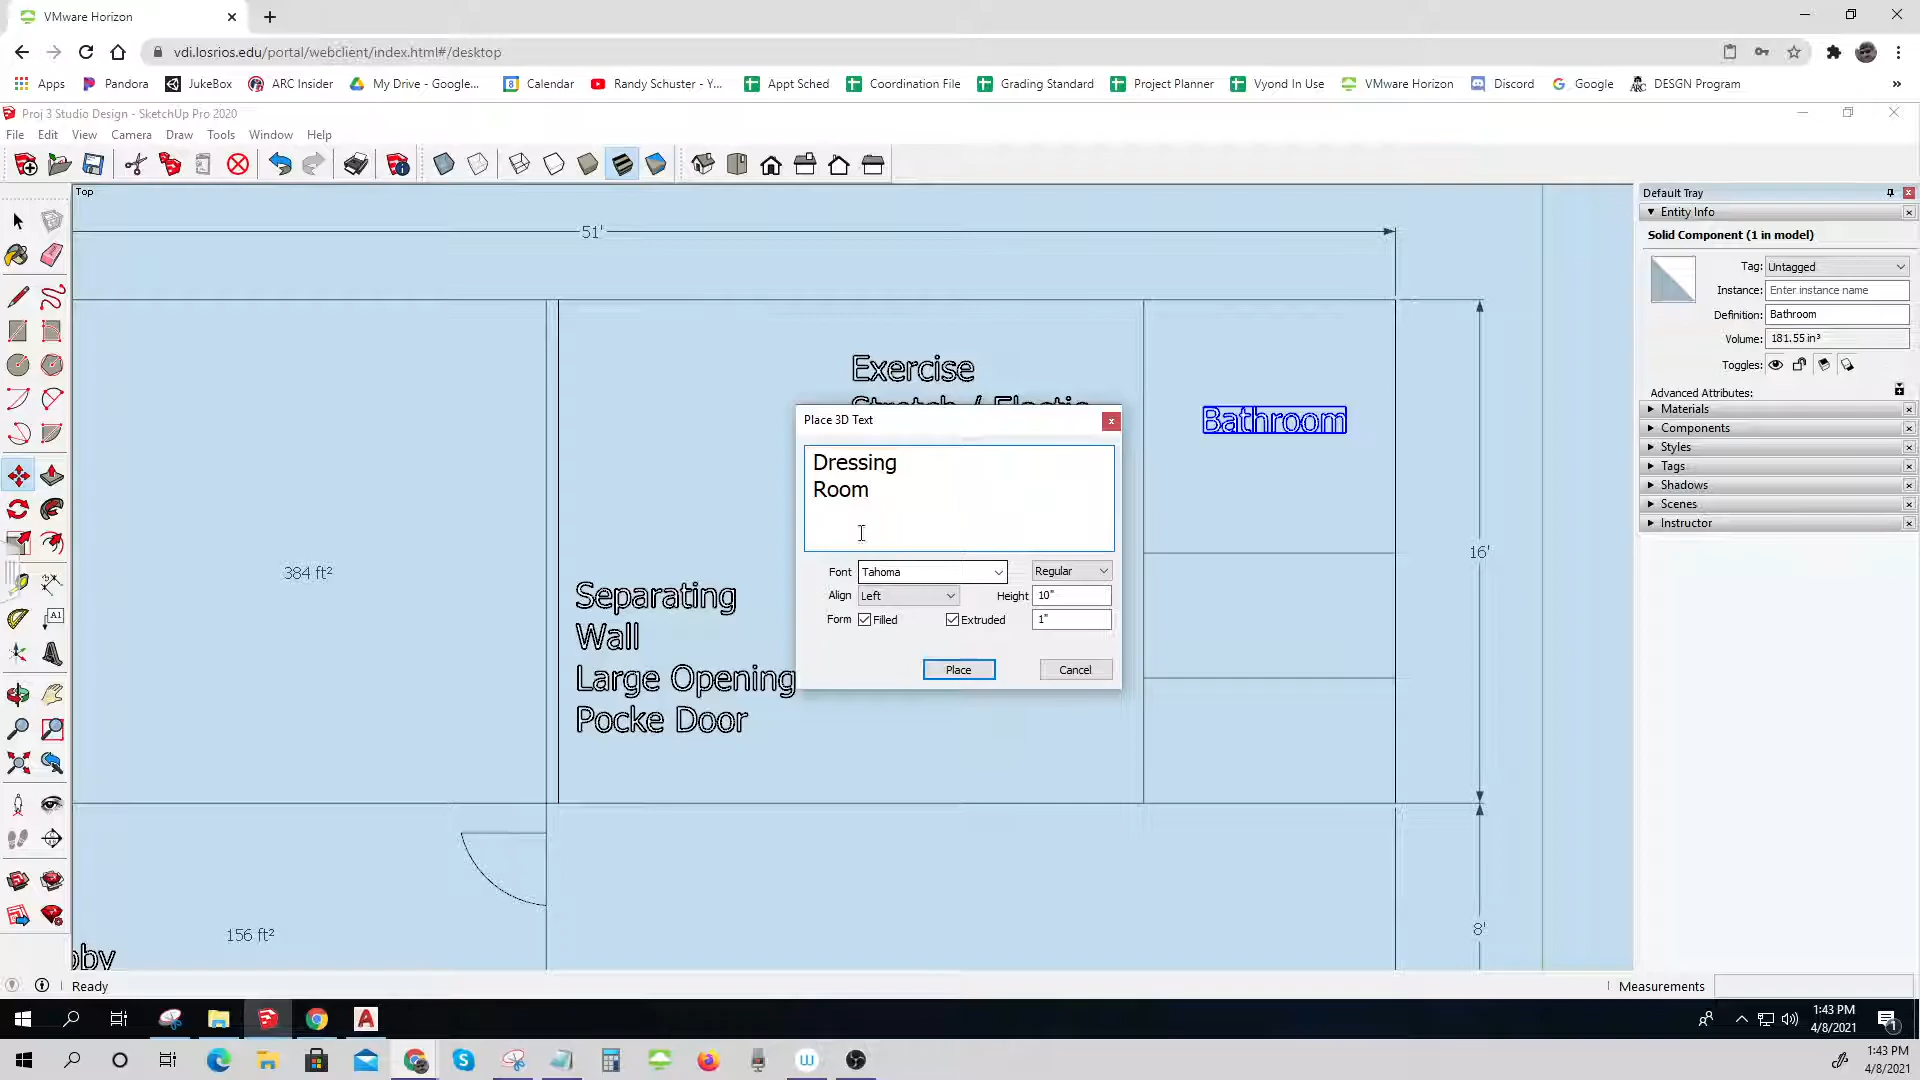 VMware Horizon
vdi.losrios.edu/portal/webclient/index.html#/desktop
Apps Pandora JukeBox ARC Insider My Drive - Google... Calendar Randy Schuster - Y... Appt Sched Coordination File Grading Standard Project Planner Vyond In Use VMware Horizon Discord Google DESGN Program »
Proj 3 Studio Design - SketchUp Pro 2020
File Edit View Camera Draw Tools Window Help
Top
51'
Exercise
Stretch / Elastic
Bathroom
384 ft²
Separating
Wall
Large Opening
Pocke Door
16'
8'
156 ft²
Place 3D Text
Dressing
Room
Font Tahoma Regular
Align Left Height 10"
Form Filled Extruded 1"
Place Cancel
Default Tray
Entity Info
Solid Component (1 in model)
Tag: Untagged
Instance: Enter instance name
Definition: Bathroom
Volume: 181.55 in³
Toggles:
Advanced Attributes:
Materials
Components
Styles
Tags
Shadows
Scenes
Instructor
Ready
Measurements
1:43 PM
4/8/2021
1:43 PM
4/8/2021